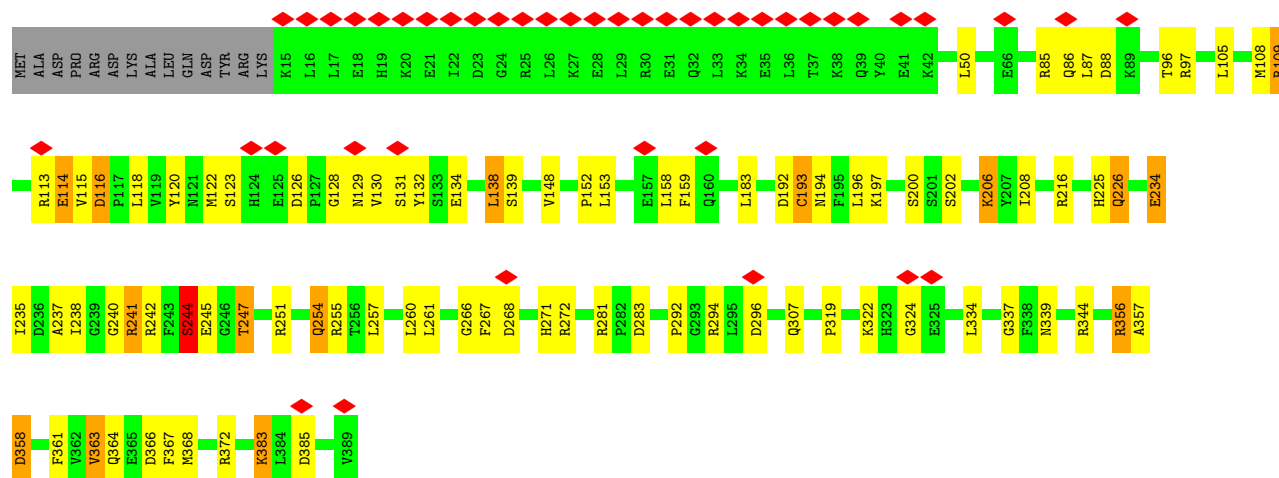 MET ALA ASP PRO ARG ASP LYS ALA LEU GLN ASP TYR ARG LYS K15 L16 L17 E18 H19 K20 E21 I22 D23 G24 R25 L26 K27 E28 L29 R30 E31 Q32 L33 K34 E35 L36 T37 K38 Q39 Y40 E41 K42 L50 E66 R85 Q86 L87 D88 K89 T96 R97 L105 M108 R109
R113 E114 V115 D116 P117 L118 V119 Y120 N121 M122 S123 H124 E125 D126 P127 G128 N129 V130 S131 Y132 S133 E134 L138 S139 V148 P152 L153 E157 L158 F159 Q160 L183 D192 C193 N194 F195 L196 K197 S200 S201 S202 K206 Y207 I208 R216 H225 Q226 E234
I235 D236 A237 I238 G239 G240 R241 R242 F243 S244 E245 G246 T247 R251 Q254 R255 T256 L257 L260 L261 G266 F267 D268 H271 R272 R281 P282 D283 P292 G293 R294 L295 D296 Q307 P319 K322 H323 G324 E325 L334 G337 F338 N339 R344 R356 A357
D358 F361 V362 V363 Q364 E365 D366 F367 M368 R372 K383 L384 D385 V389